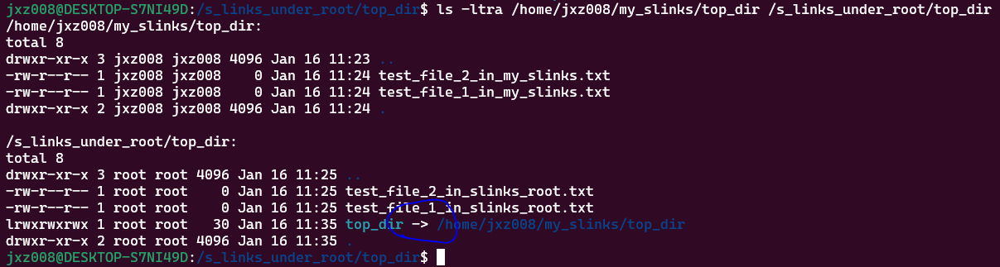 jxz008@DESKTOP-S7NI49D:/s_links_under_root/top_dir$ ls -ltra /home/jxz008/my_slinks/top_dir /s_links_under_root/top_dir
/home/jxz008/my_slinks/top_dir:
total 8
drwxr-xr-x 3 jxz008 jxz008 4096 Jan 16 11:23 ..
-rw-r--r-- 1 jxz008 jxz008    0 Jan 16 11:24 test_file_2_in_my_slinks.txt
-rw-r--r-- 1 jxz008 jxz008    0 Jan 16 11:24 test_file_1_in_my_slinks.txt
drwxr-xr-x 2 jxz008 jxz008 4096 Jan 16 11:24 .

/s_links_under_root/top_dir:
total 8
drwxr-xr-x 3 root root 4096 Jan 16 11:25 ..
-rw-r--r-- 1 root root    0 Jan 16 11:25 test_file_2_in_slinks_root.txt
-rw-r--r-- 1 root root    0 Jan 16 11:25 test_file_1_in_slinks_root.txt
lrwxrwxrwx 1 root root   30 Jan 16 11:35 top_dir -> /home/jxz008/my_slinks/top_dir
drwxr-xr-x 2 root root 4096 Jan 16 11:35 .
jxz008@DESKTOP-S7NI49D:/s_links_under_root/top_dir$